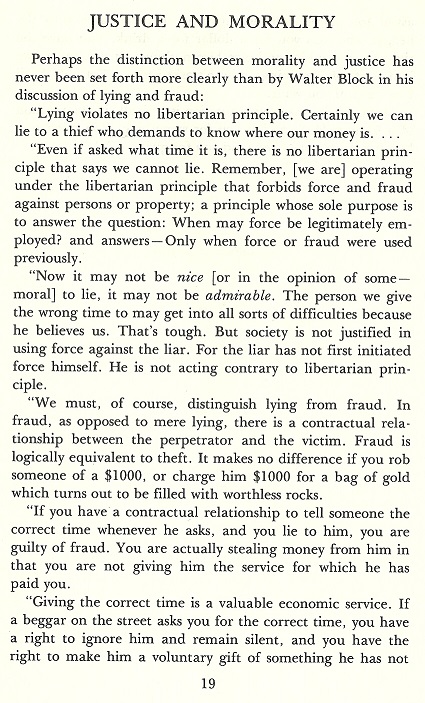 JUSTICE AND MORALITY
Perhaps the distinction between morality and justice has
never been set forth more clearly than by Walter Block in his
discussion of lying and fraud:
“Lying violates no libertarian principle. Certainly we can
lie to a thief who demands to know where our money is. . . .
“Even if asked what time it is, there is no libertarian prin-
ciple that says we cannot lie. Remember, [we are] operating
under the libertarian principle that forbids force and fraud
against persons or property; a principle whose sole purpose is
to answer the question: When may force be legitimately em-
ployed? and answers—Only when force or fraud were used
previously.
“Now it may not be nice [or in the opinion of some—
moral] to lie, it may not be admirable. The person we give
the wrong time to may get into all sorts of difficulties because
he believes us. That’s tough. But society is not justified in
using force against the liar. For the liar has not first initiated
force himself. He is not acting contrary to libertarian prin-
ciple.
“We must, of course, distinguish lying from fraud. In
fraud, as opposed to mere lying, there is a contractual rela-
tionship between the perpetrator and the victim. Fraud is
logically equivalent to theft. It makes no difference if you rob
someone of a $1000, or charge him $1000 for a bag of gold
which turns out to be filled with worthless rocks.
“If you have a contractual relationship to tell someone the
correct time whenever he asks, and you lie to him, you are
guilty of fraud. You are actually stealing money from him in
that you are not giving him the service for which he has
paid you.
“Giving the correct time is a valuable economic service. If
a beggar on the street asks you for the correct time, you have
a right to ignore him and remain silent, and you have the
right to make him a voluntary gift of something he has not
19